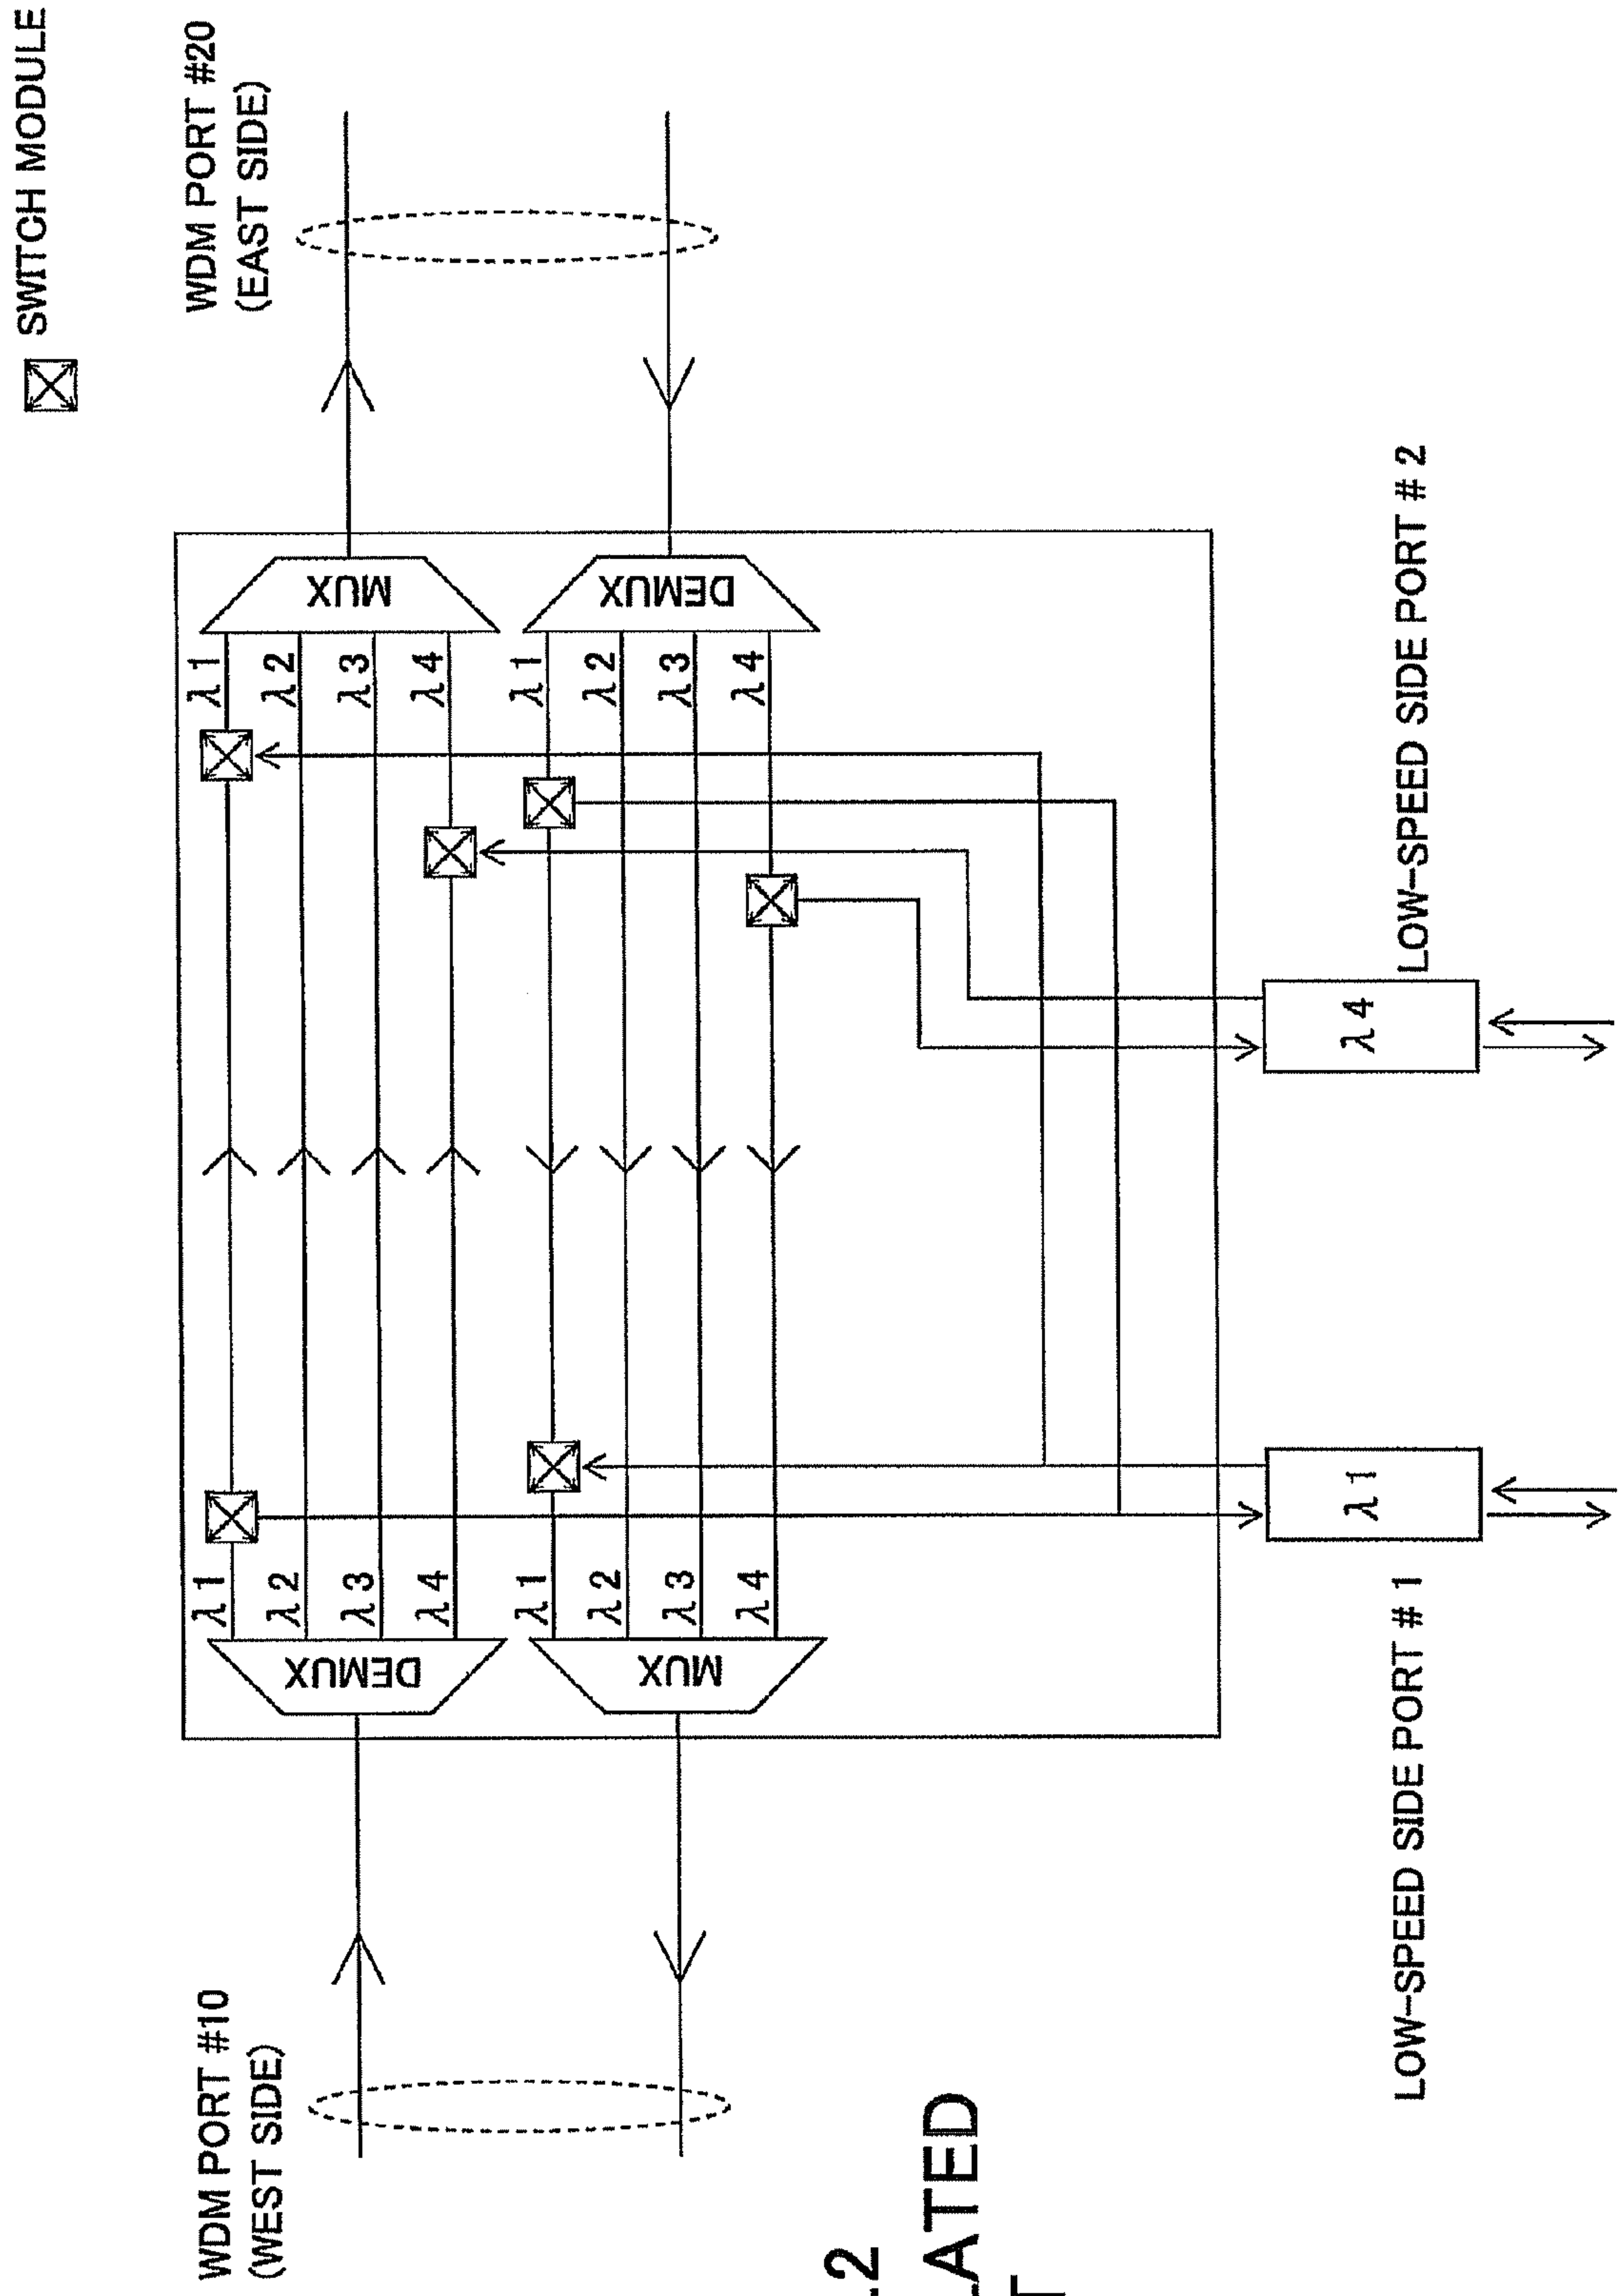 SWITCH MODULE
WDM PORT #10
(WEST SIDE)
WDM PORT #20
(EAST SIDE)
DEMUX
λ1
λ2
λ3
λ4
λ1
λ2
λ3
λ4
MUX
MUX
λ1
λ2
λ3
λ4
λ1
λ2
λ3
λ4
DEMUX
λ1
λ4
LOW-SPEED SIDE PORT # 1
LOW-SPEED SIDE PORT # 2